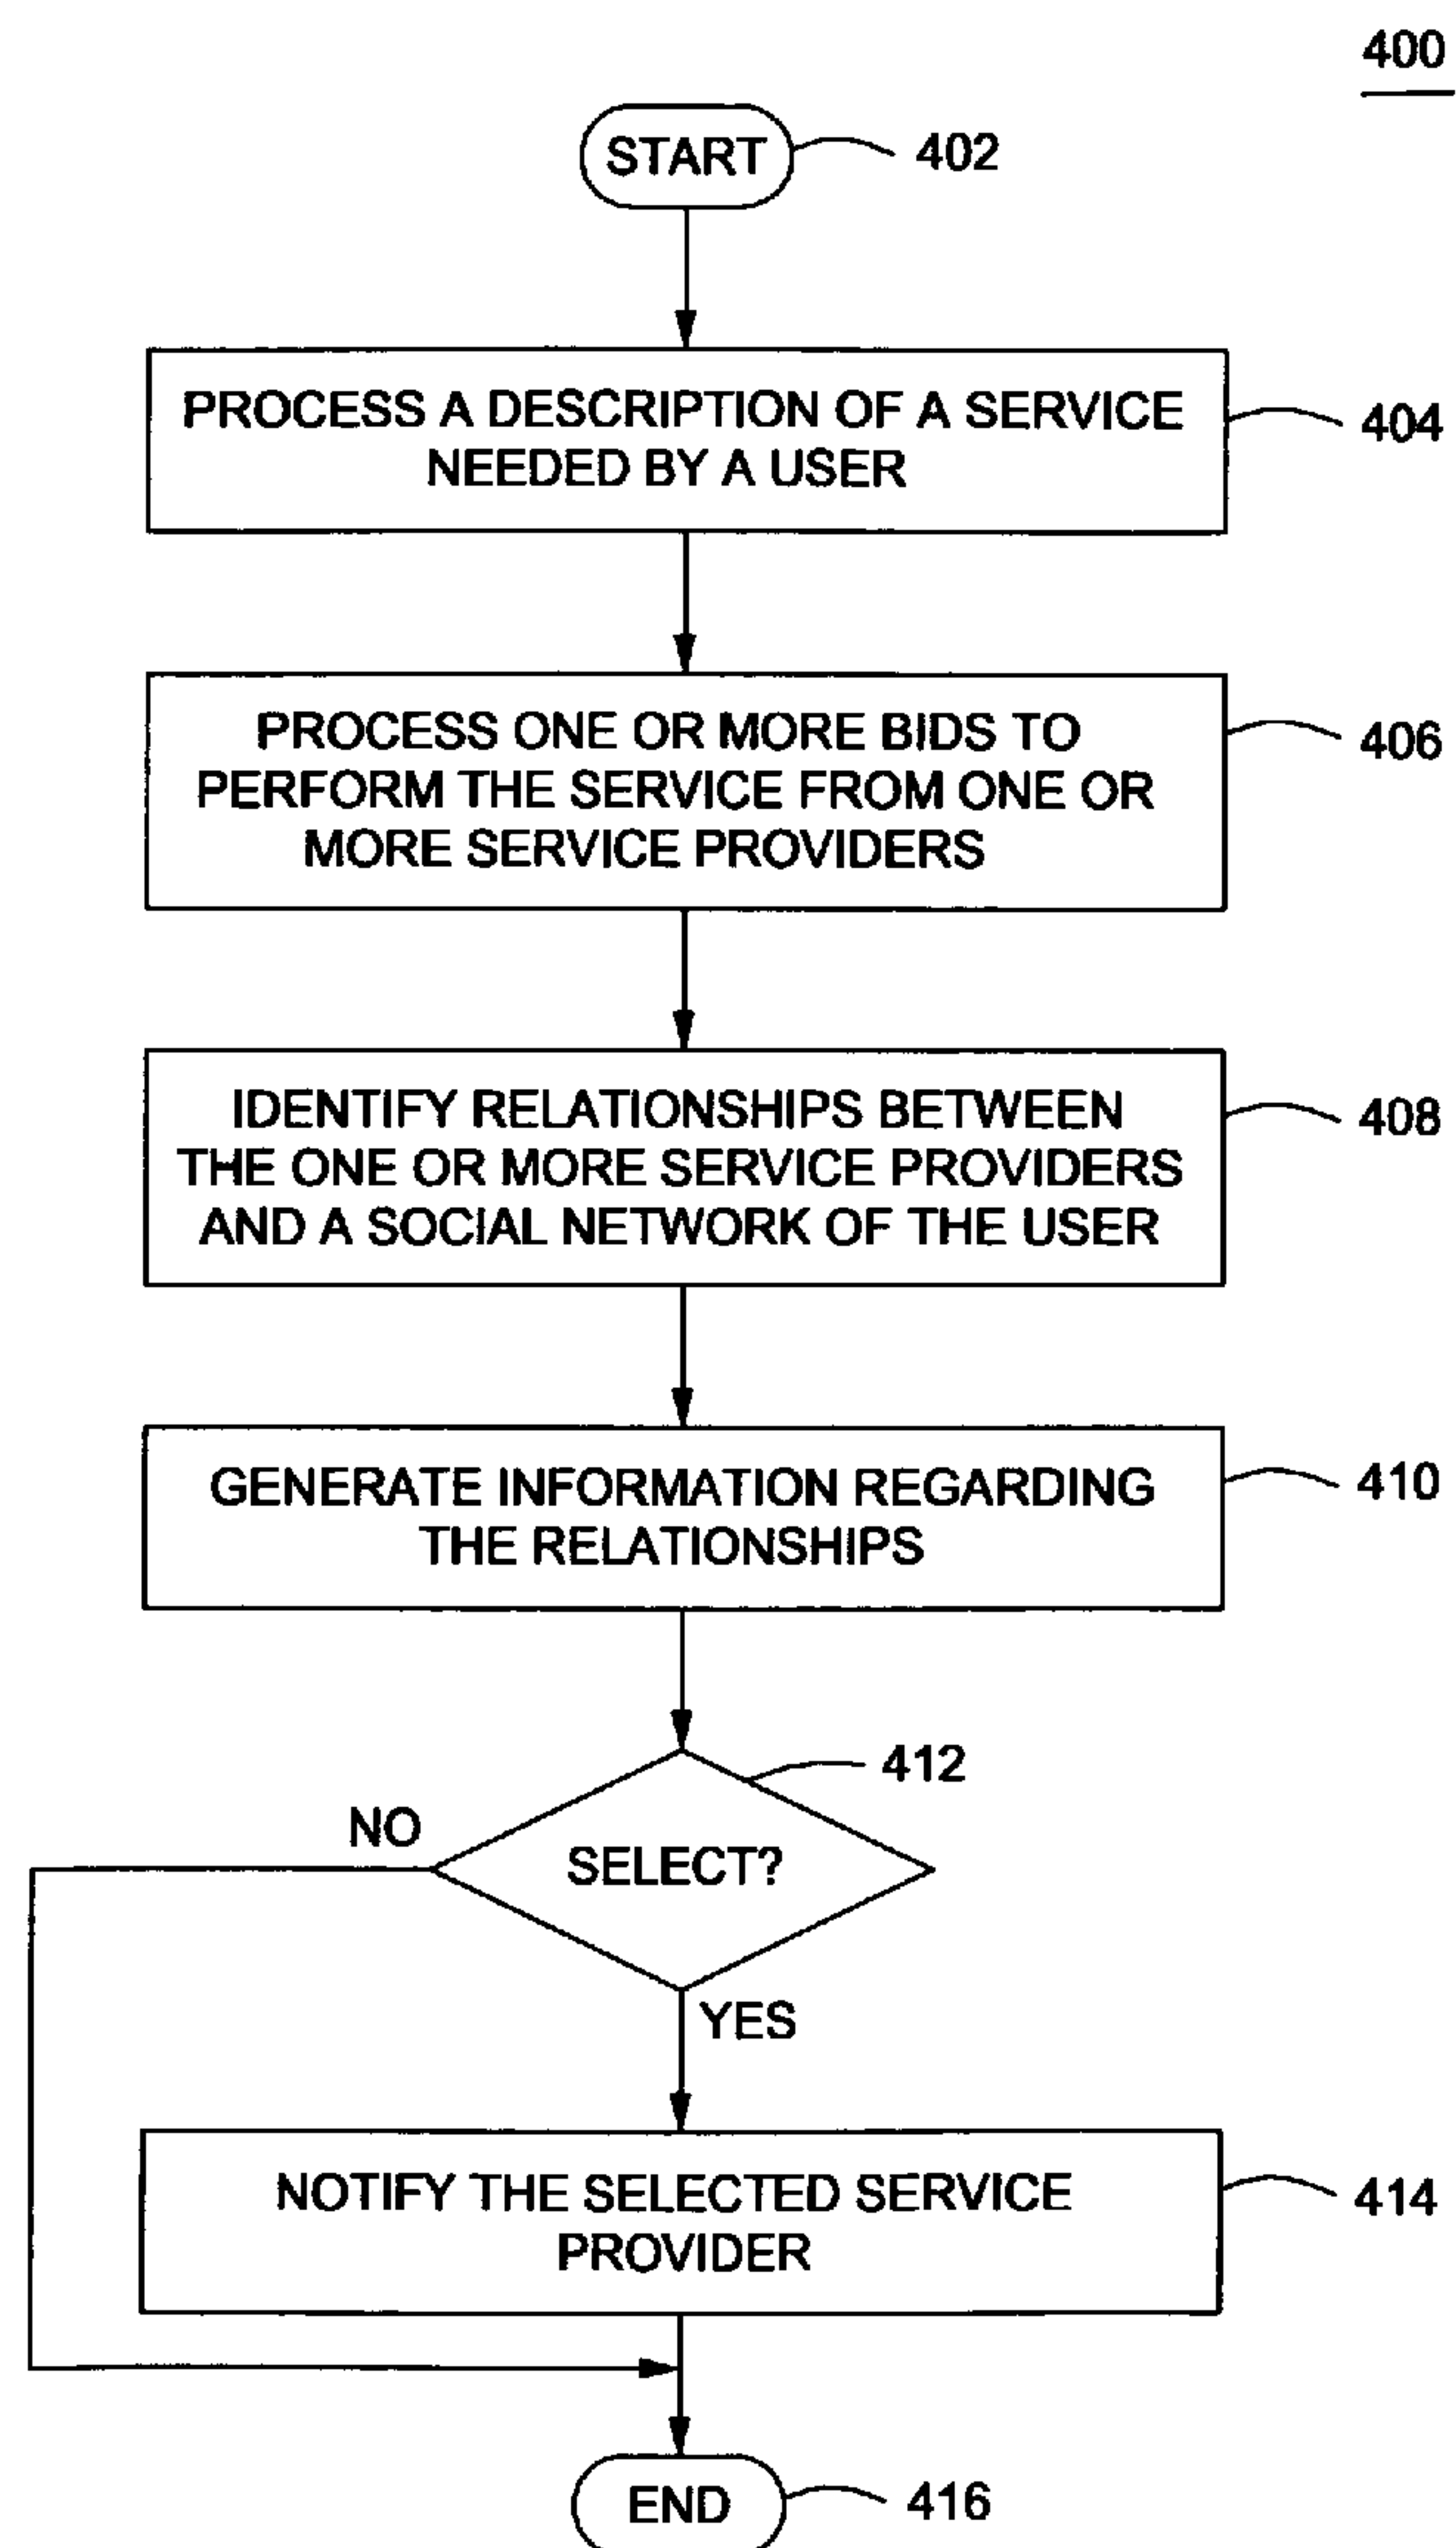 400
START
402
PROCESS A DESCRIPTION OF A SERVICE
NEEDED BY A USER
404
PROCESS ONE OR MORE BIDS TO
PERFORM THE SERVICE FROM ONE OR
MORE SERVICE PROVIDERS
406
IDENTIFY RELATIONSHIPS BETWEEN
THE ONE OR MORE SERVICE PROVIDERS
AND A SOCIAL NETWORK OF THE USER
408
GENERATE INFORMATION REGARDING
THE RELATIONSHIPS
410
412
NO
SELECT?
YES
NOTIFY THE SELECTED SERVICE
PROVIDER
414
END
416